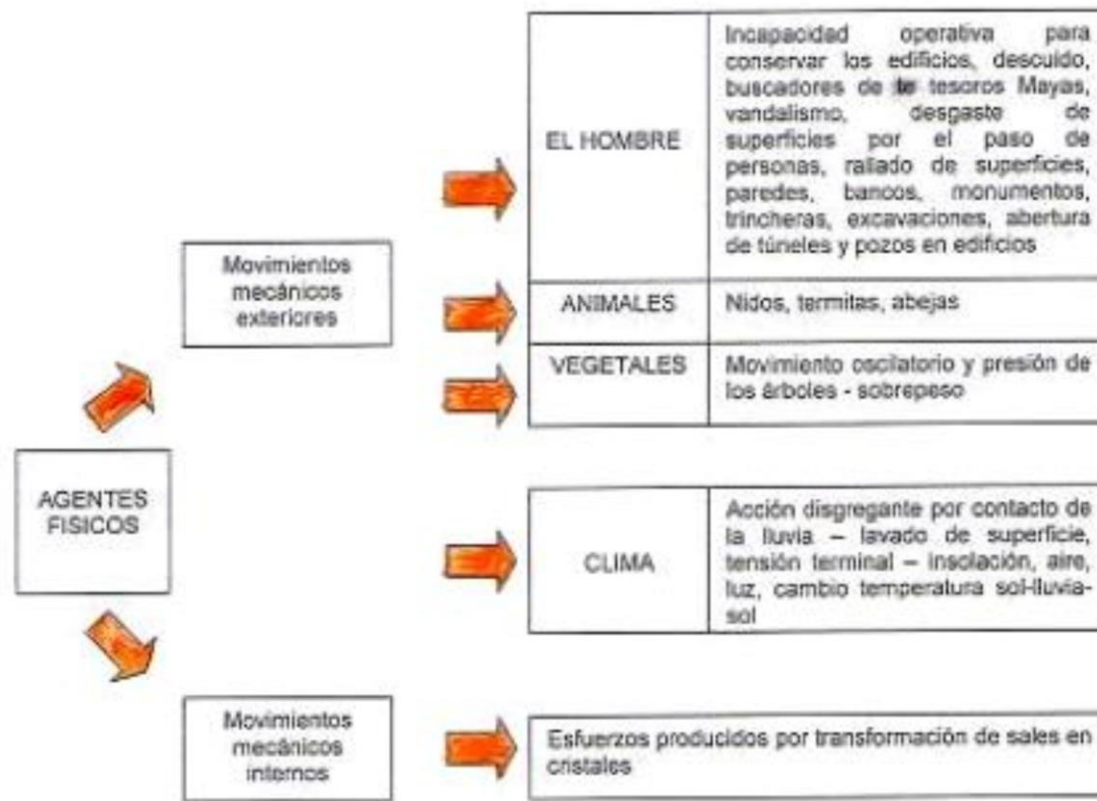 AGENTES
FISICOS
Movimientos
mecánicos
exteriores
EL HOMBRE
Incapacidad operativa para
conservar los edificios, descuido,
buscadores de te tesoros Mayas,
vandalismo, desgaste de
superficies por el paso de
personas, rallado de superficies,
paredes, bancos, monumentos,
trincheras, excavaciones, abertura
de túneles y pozos en edificios
ANIMALES
Nidos, termitas, abejas
VEGETALES
Movimiento oscilatorio y presión de
los árboles - sobrepeso
CLIMA
Acción disgregante por contacto de
la lluvia – lavado de superficie,
tensión terminal – insolación, aire,
luz, cambio temperatura sol-lluvia-
sol
Movimientos
mecánicos
internos
Esfuerzos producidos por transformación de sales en
cristales